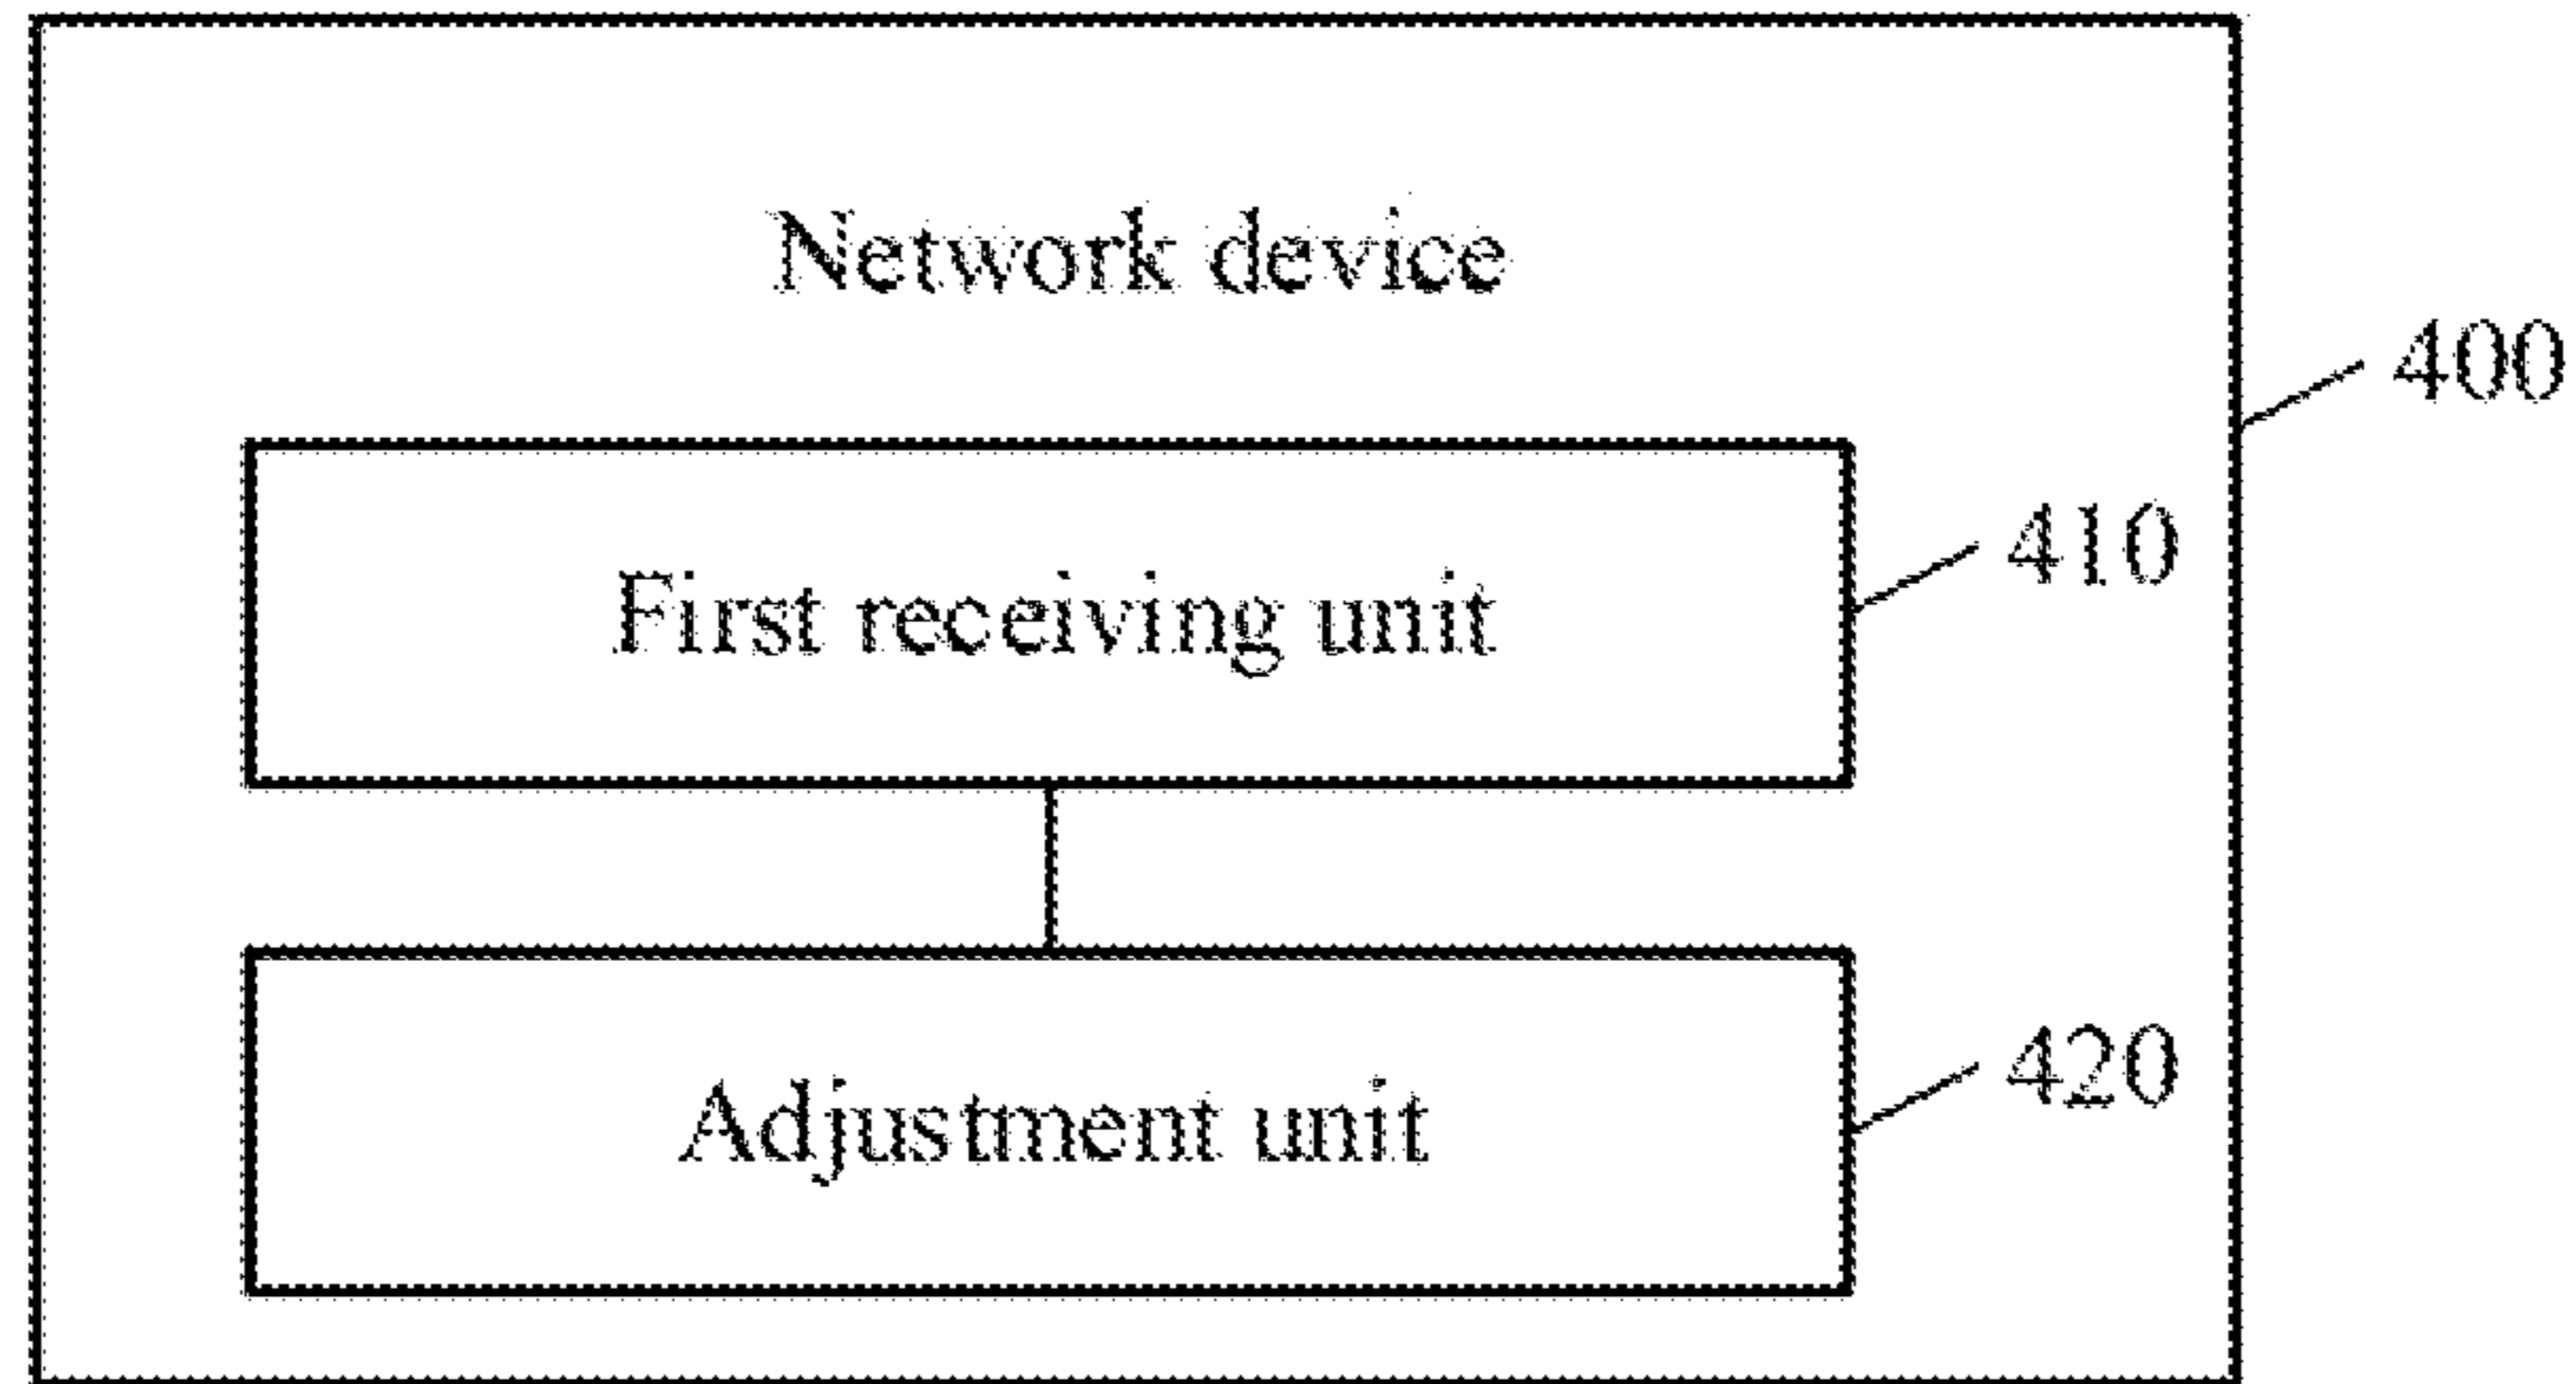 Network device
400
First receiving unit
410
Adjustment unit
420